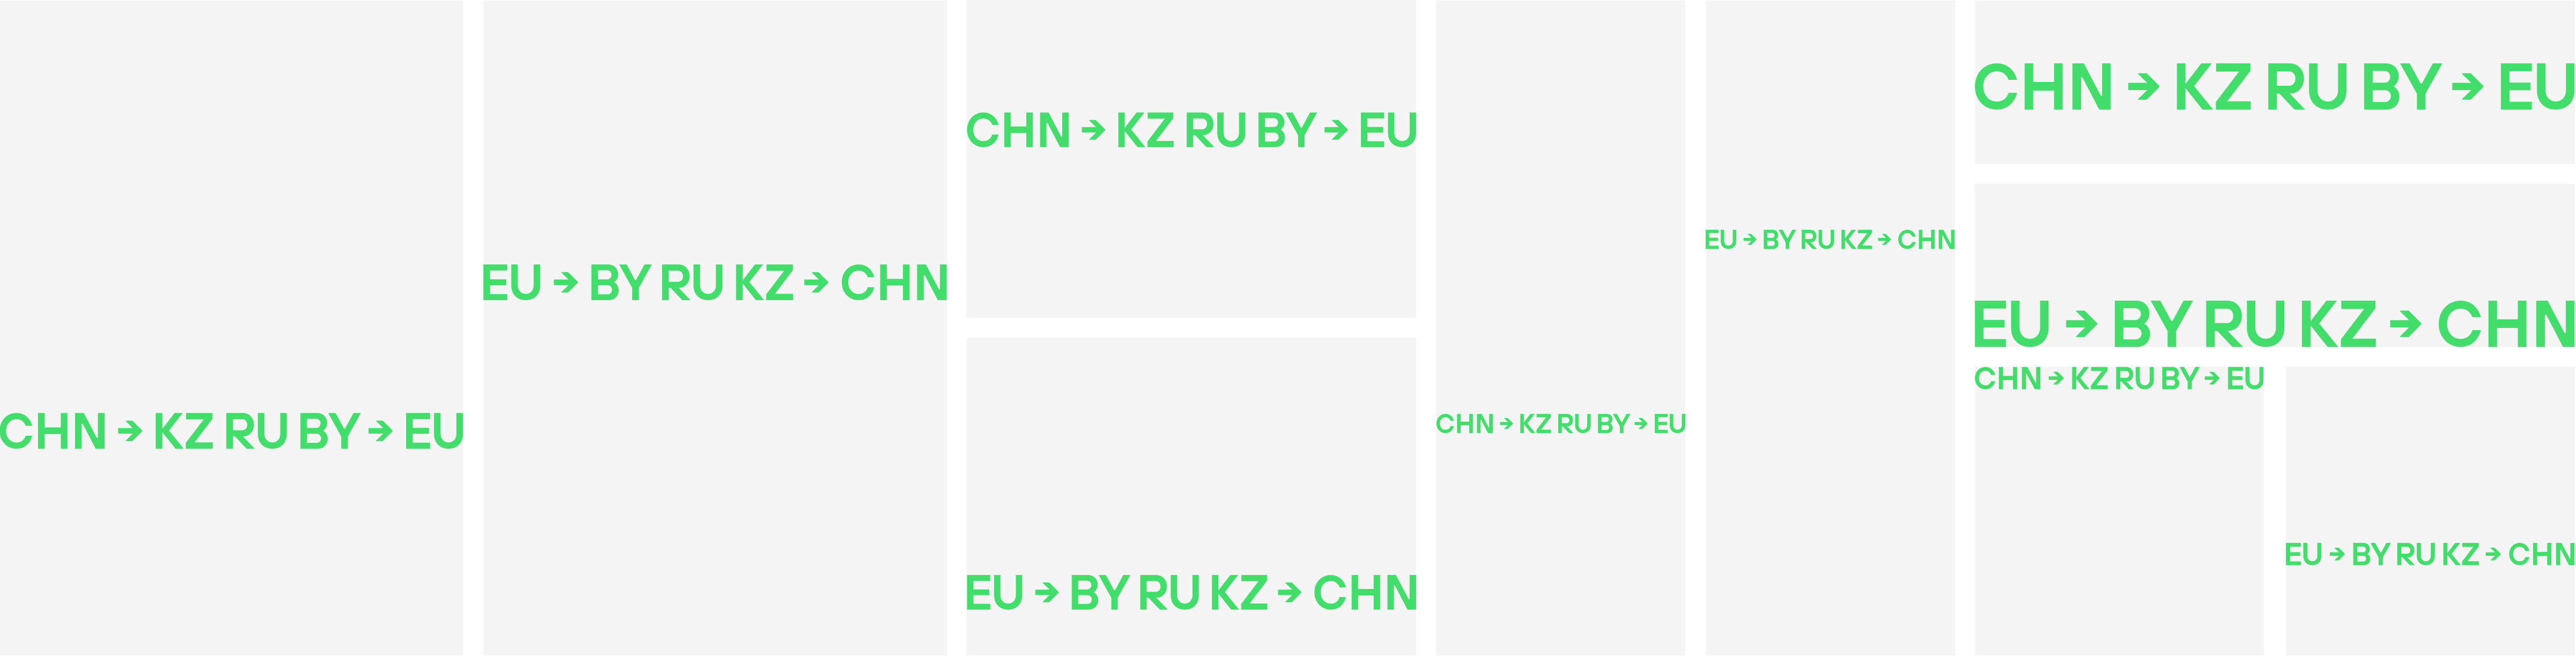 CHN → KZ RU BY → EU
EU → BY RU KZ → CHN
CHN → KZ RU BY → EU
EU → BY RU KZ → CHN
CHN → KZ RU BY → EU
EU → BY RU KZ → CHN
CHN → KZ RU BY → EU
EU → BY RU KZ → CHN
CHN → KZ RU BY → EU
EU → BY RU KZ → CHN